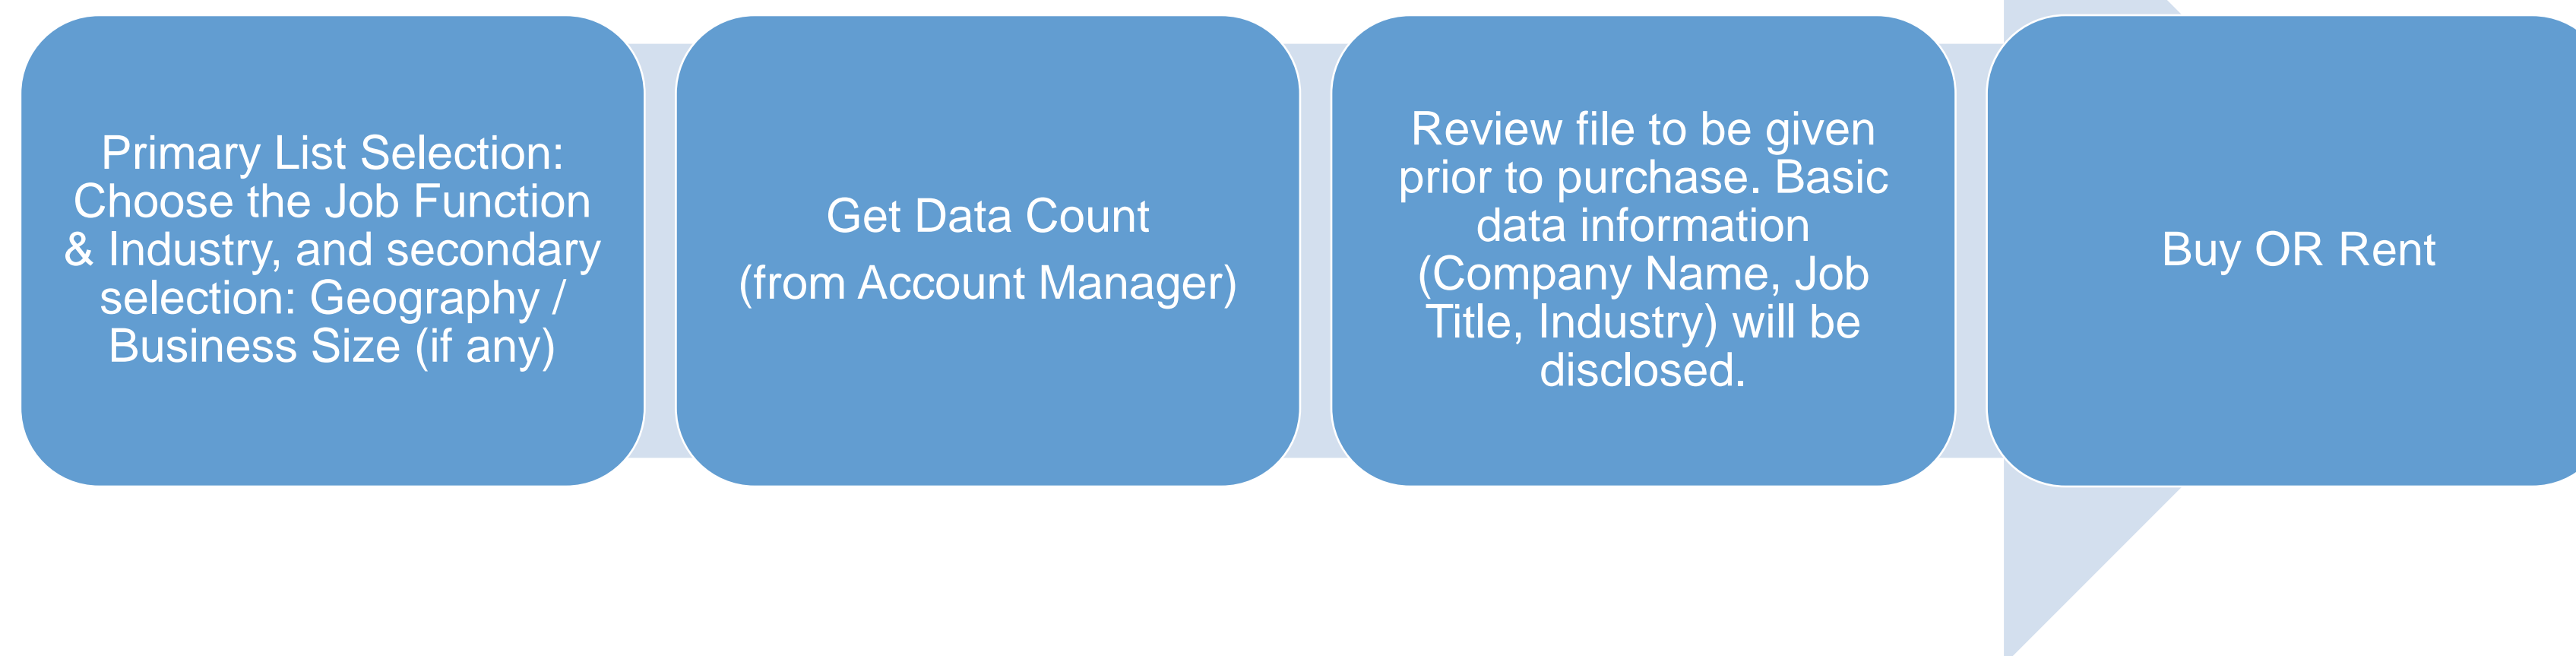 Primary List Selection:
Choose the Job Function
& Industry, and secondary
selection: Geography /
Business Size (if any)
Get Data Count
(from Account Manager)
Review file to be given
prior to purchase. Basic
data information
(Company Name, Job
Title, Industry) will be
disclosed.
Buy OR Rent